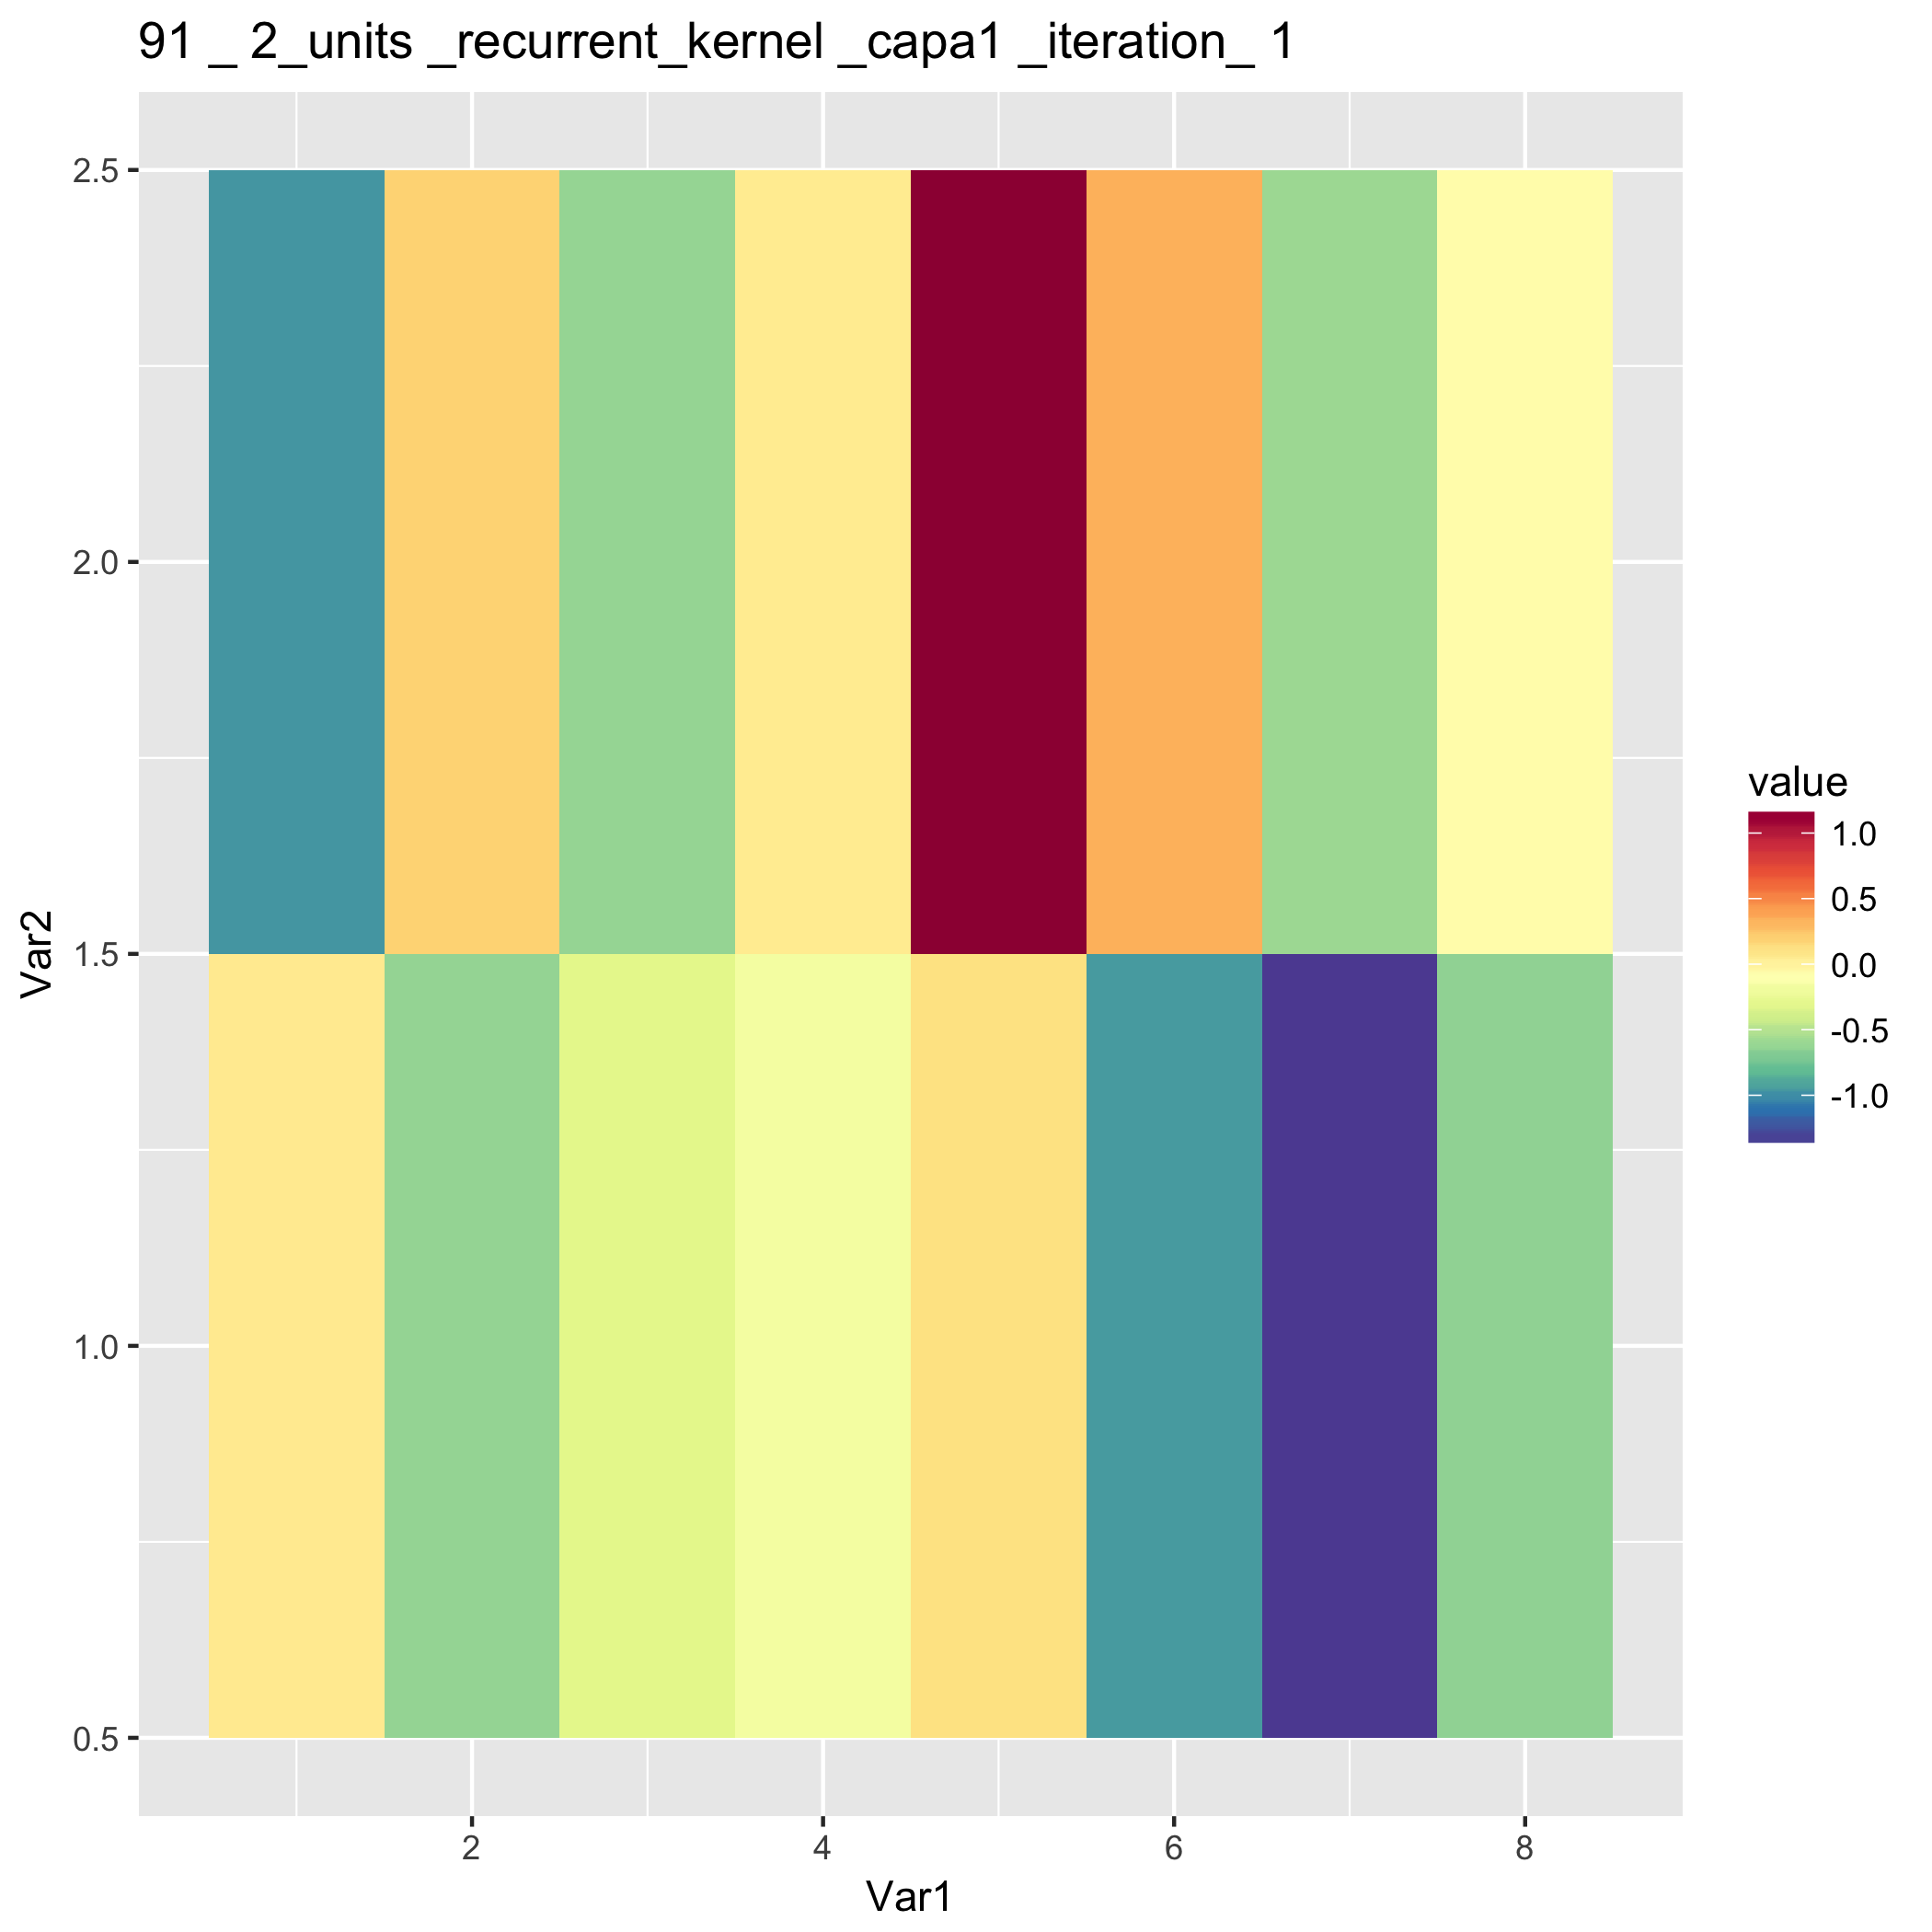 91 _ 2_units _recurrent_kernel _capa1 _iteration_ 1
2.5
2.0
1.5
1.0
0.5
Var2
2 4 6 8
Var1
value
1.0
0.5
0.0
-0.5
-1.0